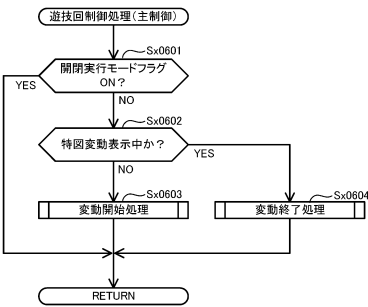 遊技回制御処理(主制御)
Sx0601
開閉実行モードフラグ
ON?
YES
NO
Sx0602
特図変動表示中か?
YES
NO
Sx0603
変動開始処理
Sx0604
変動終了処理
RETURN